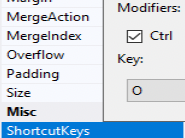 Margin
MergeAction
MergeIndex
Overflow
Padding
Size
Misc
ShortcutKeys
Modifiers:
Ctrl
Key:
O